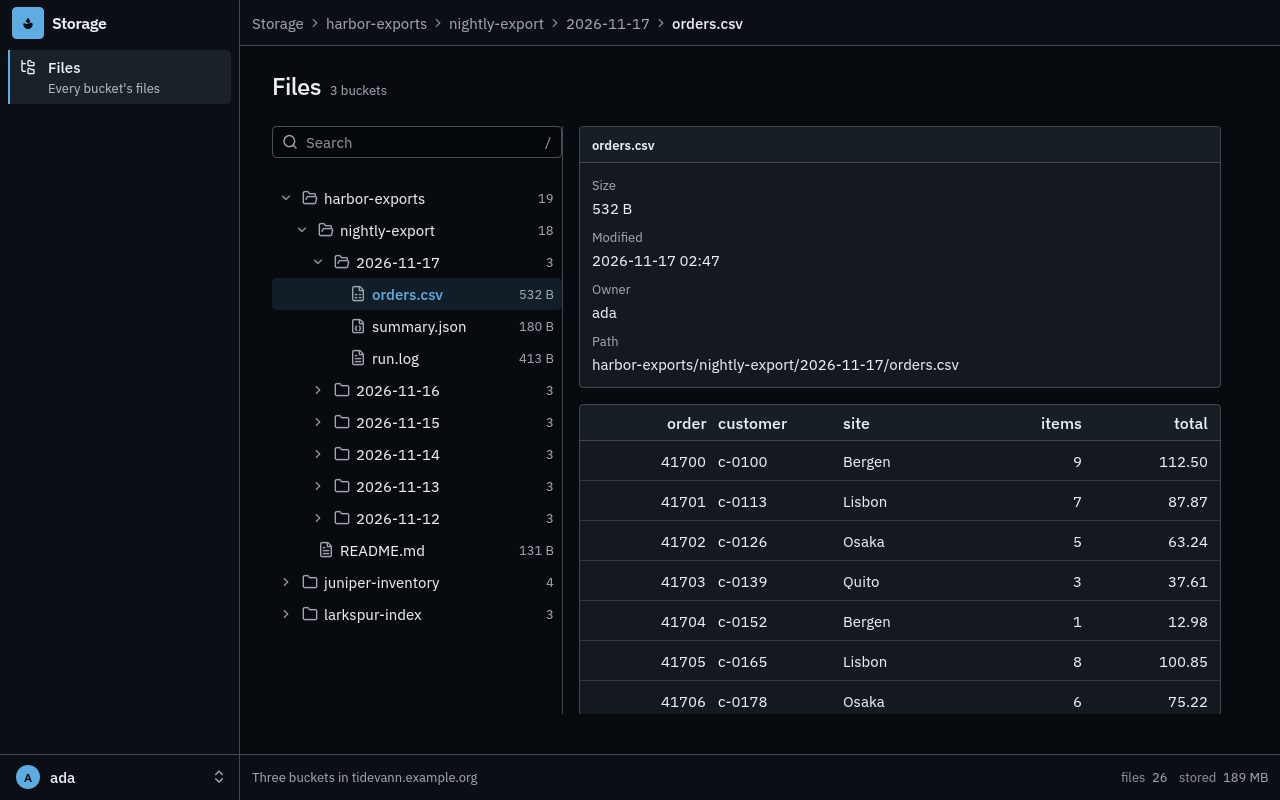 Storage
Storage harbor-exports nightly-export 2026-11-17 orders.csv
Files
Every bucket's files
Files 3 buckets
Search /
harbor-exports 19
nightly-export 18
2026-11-17 3
orders.csv 532 B
summary.json 180 B
run.log 413 B
2026-11-16 3
2026-11-15 3
2026-11-14 3
2026-11-13 3
2026-11-12 3
README.md 131 B
juniper-inventory 4
larkspur-index 3
orders.csv
Size
532 B
Modified
2026-11-17 02:47
Owner
ada
Path
harbor-exports/nightly-export/2026-11-17/orders.csv
order customer site items total
41700 c-0100 Bergen 9 112.50
41701 c-0113 Lisbon 7 87.87
41702 c-0126 Osaka 5 63.24
41703 c-0139 Quito 3 37.61
41704 c-0152 Bergen 1 12.98
41705 c-0165 Lisbon 8 100.85
41706 c-0178 Osaka 6 75.22
A ada
Three buckets in tidevann.example.org
files 26 stored 189 MB